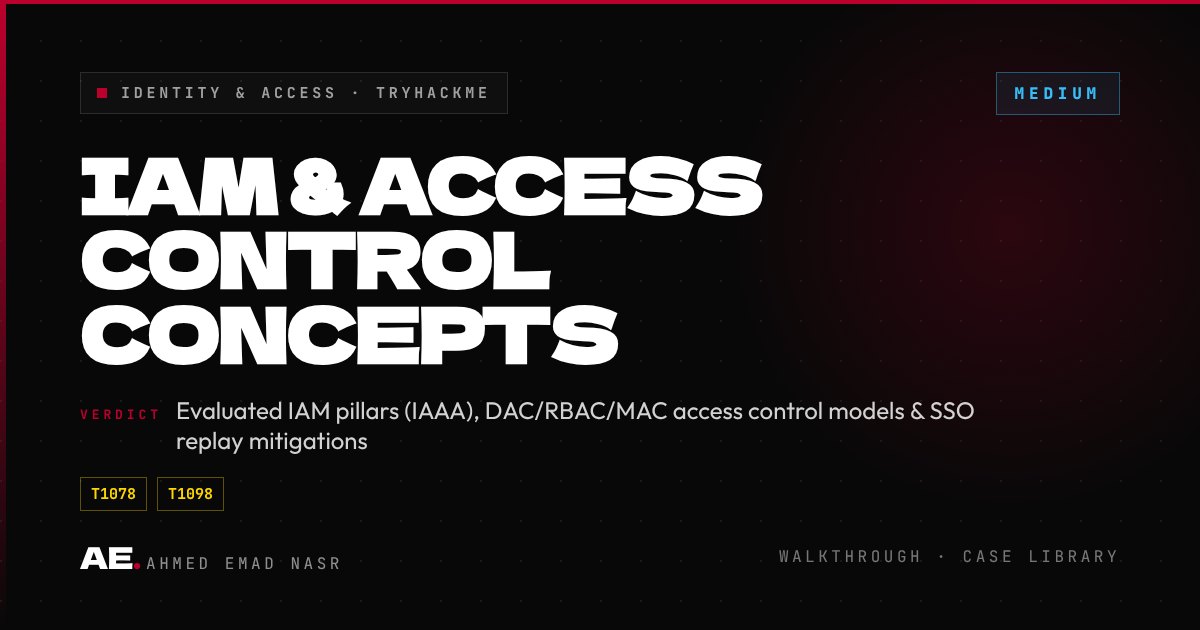 IDENTITY & ACCESS · TRYHACKME
MEDIUM
IAM & ACCESS
CONTROL
CONCEPTS
VERDICT
Evaluated IAM pillars (IAAA), DAC/RBAC/MAC access control models & SSO
replay mitigations
T1078
T1098
AE.
AHMED EMAD NASR
WALKTHROUGH · CASE LIBRARY